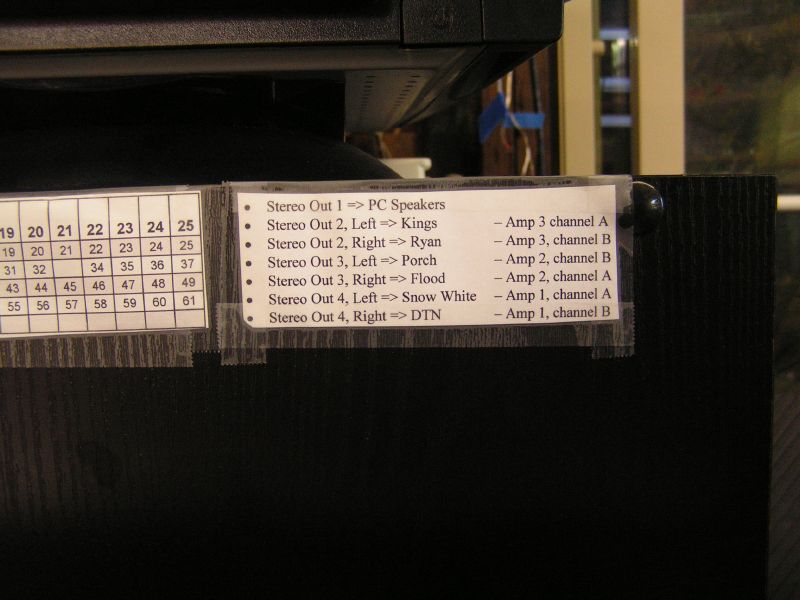 19 20 21 22 23 24 25
19 20 21 22 23 24 25
31 32 34 35 36 37
43 44 45 46 47 48 49
55 56 57 58 59 60 61
• Stereo Out 1 => PC Speakers
• Stereo Out 2, Left => Kings – Amp 3 channel A
• Stereo Out 2, Right => Ryan – Amp 3, channel B
• Stereo Out 3, Left => Porch – Amp 2, channel B
• Stereo Out 3, Right => Flood – Amp 2, channel A
• Stereo Out 4, Left => Snow White – Amp 1, channel A
• Stereo Out 4, Right => DTN – Amp 1, channel B